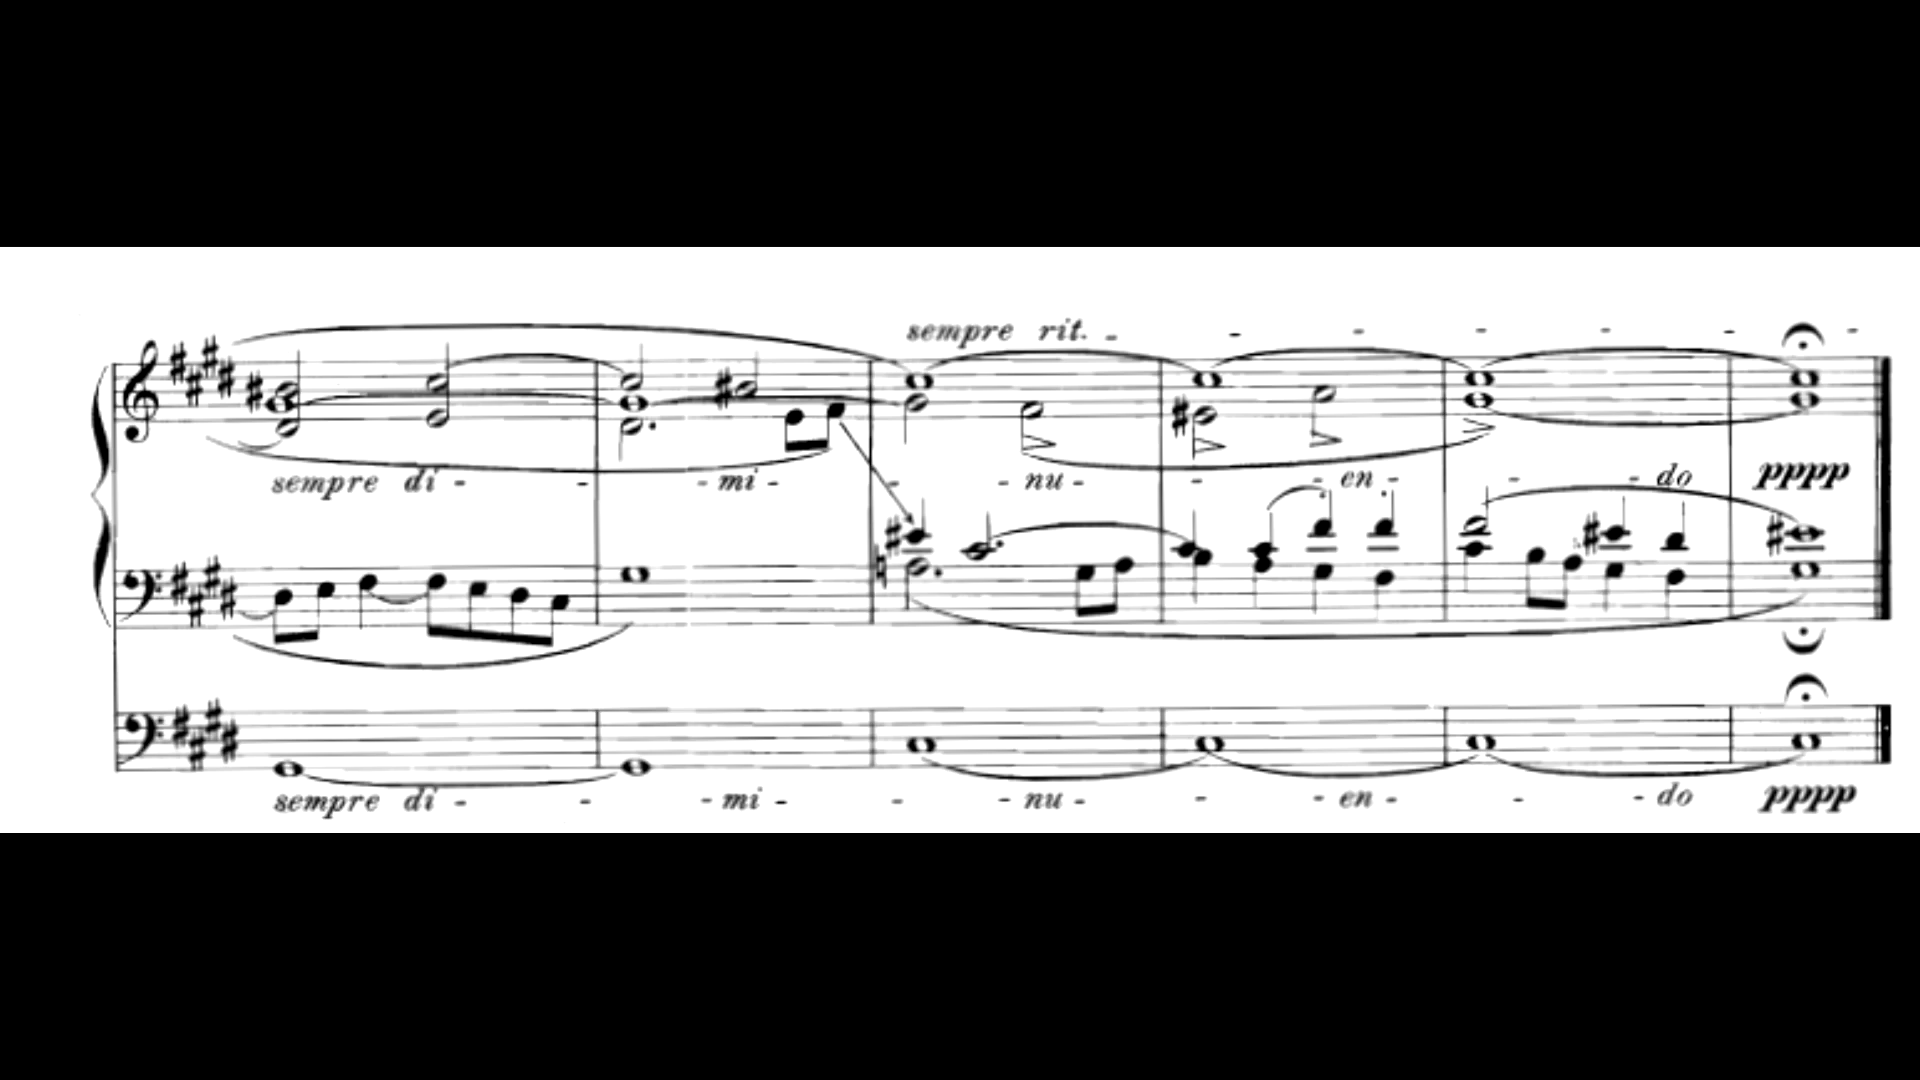 sempre rit. - - - - - - -
sempre di - - - mi - - - nu - - - en - - - do pppp
sempre di - - - mi - - - nu - - - en - - - do pppp